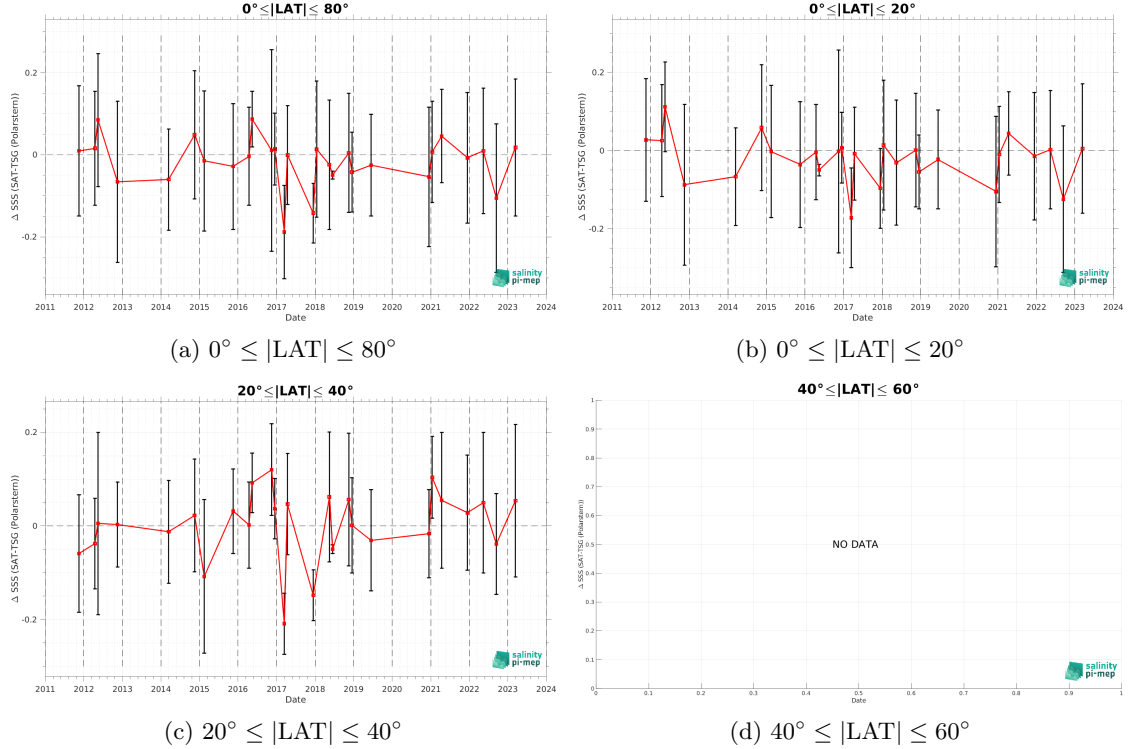 0°≤|LAT|≤ 80°
Δ SSS (SAT-TSG (Polarstern))
0.2
0
-0.2
2011 2012 2013 2014 2015 2016 2017 2018 2019 2020 2021 2022 2023 2024
Date
salinity
pi-mep
(a) 0° ≤ |LAT| ≤ 80°
0°≤|LAT|≤ 20°
Δ SSS (SAT-TSG (Polarstern))
0.2
0
-0.2
2011 2012 2013 2014 2015 2016 2017 2018 2019 2020 2021 2022 2023 2024
Date
salinity
pi-mep
(b) 0° ≤ |LAT| ≤ 20°
20°≤|LAT|≤ 40°
Δ SSS (SAT-TSG (Polarstern))
0.2
0
-0.2
2011 2012 2013 2014 2015 2016 2017 2018 2019 2020 2021 2022 2023 2024
Date
salinity
pi-mep
(c) 20° ≤ |LAT| ≤ 40°
40°≤|LAT|≤ 60°
Δ SSS (SAT-TSG (Polarstern))
1
0.9
0.8
0.7
0.6
0.5
0.4
0.3
0.2
0.1
0
NO DATA
0 0.1 0.2 0.3 0.4 0.5 0.6 0.7 0.8 0.9 1
Date
salinity
pi-mep
(d) 40° ≤ |LAT| ≤ 60°